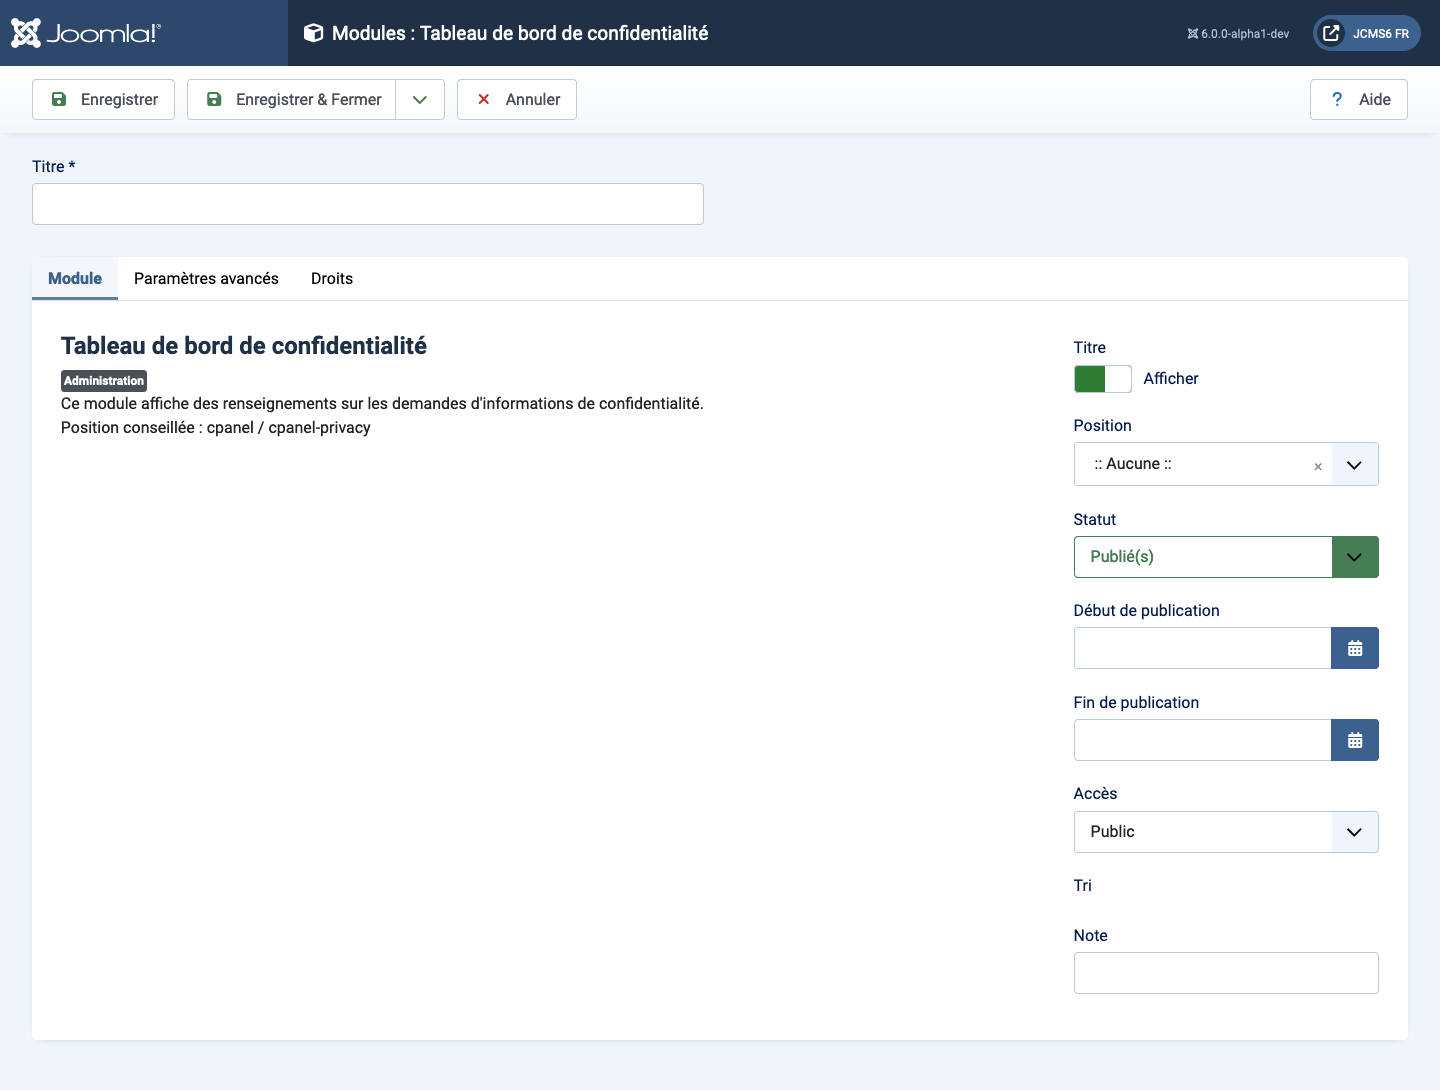 Joomla!®
Modules : Tableau de bord de confidentialité
6.0.0-alpha1-dev
JCMS6 FR
Enregistrer
Enregistrer & Fermer
Annuler
? Aide
Titre *
Module
Paramètres avancés
Droits
Tableau de bord de confidentialité
Administration
Ce module affiche des renseignements sur les demandes d'informations de confidentialité.
Position conseillée : cpanel / cpanel-privacy
Titre
Afficher
Position
:: Aucune ::
×
Statut
Publié(s)
Début de publication
Fin de publication
Accès
Public
Tri
Note